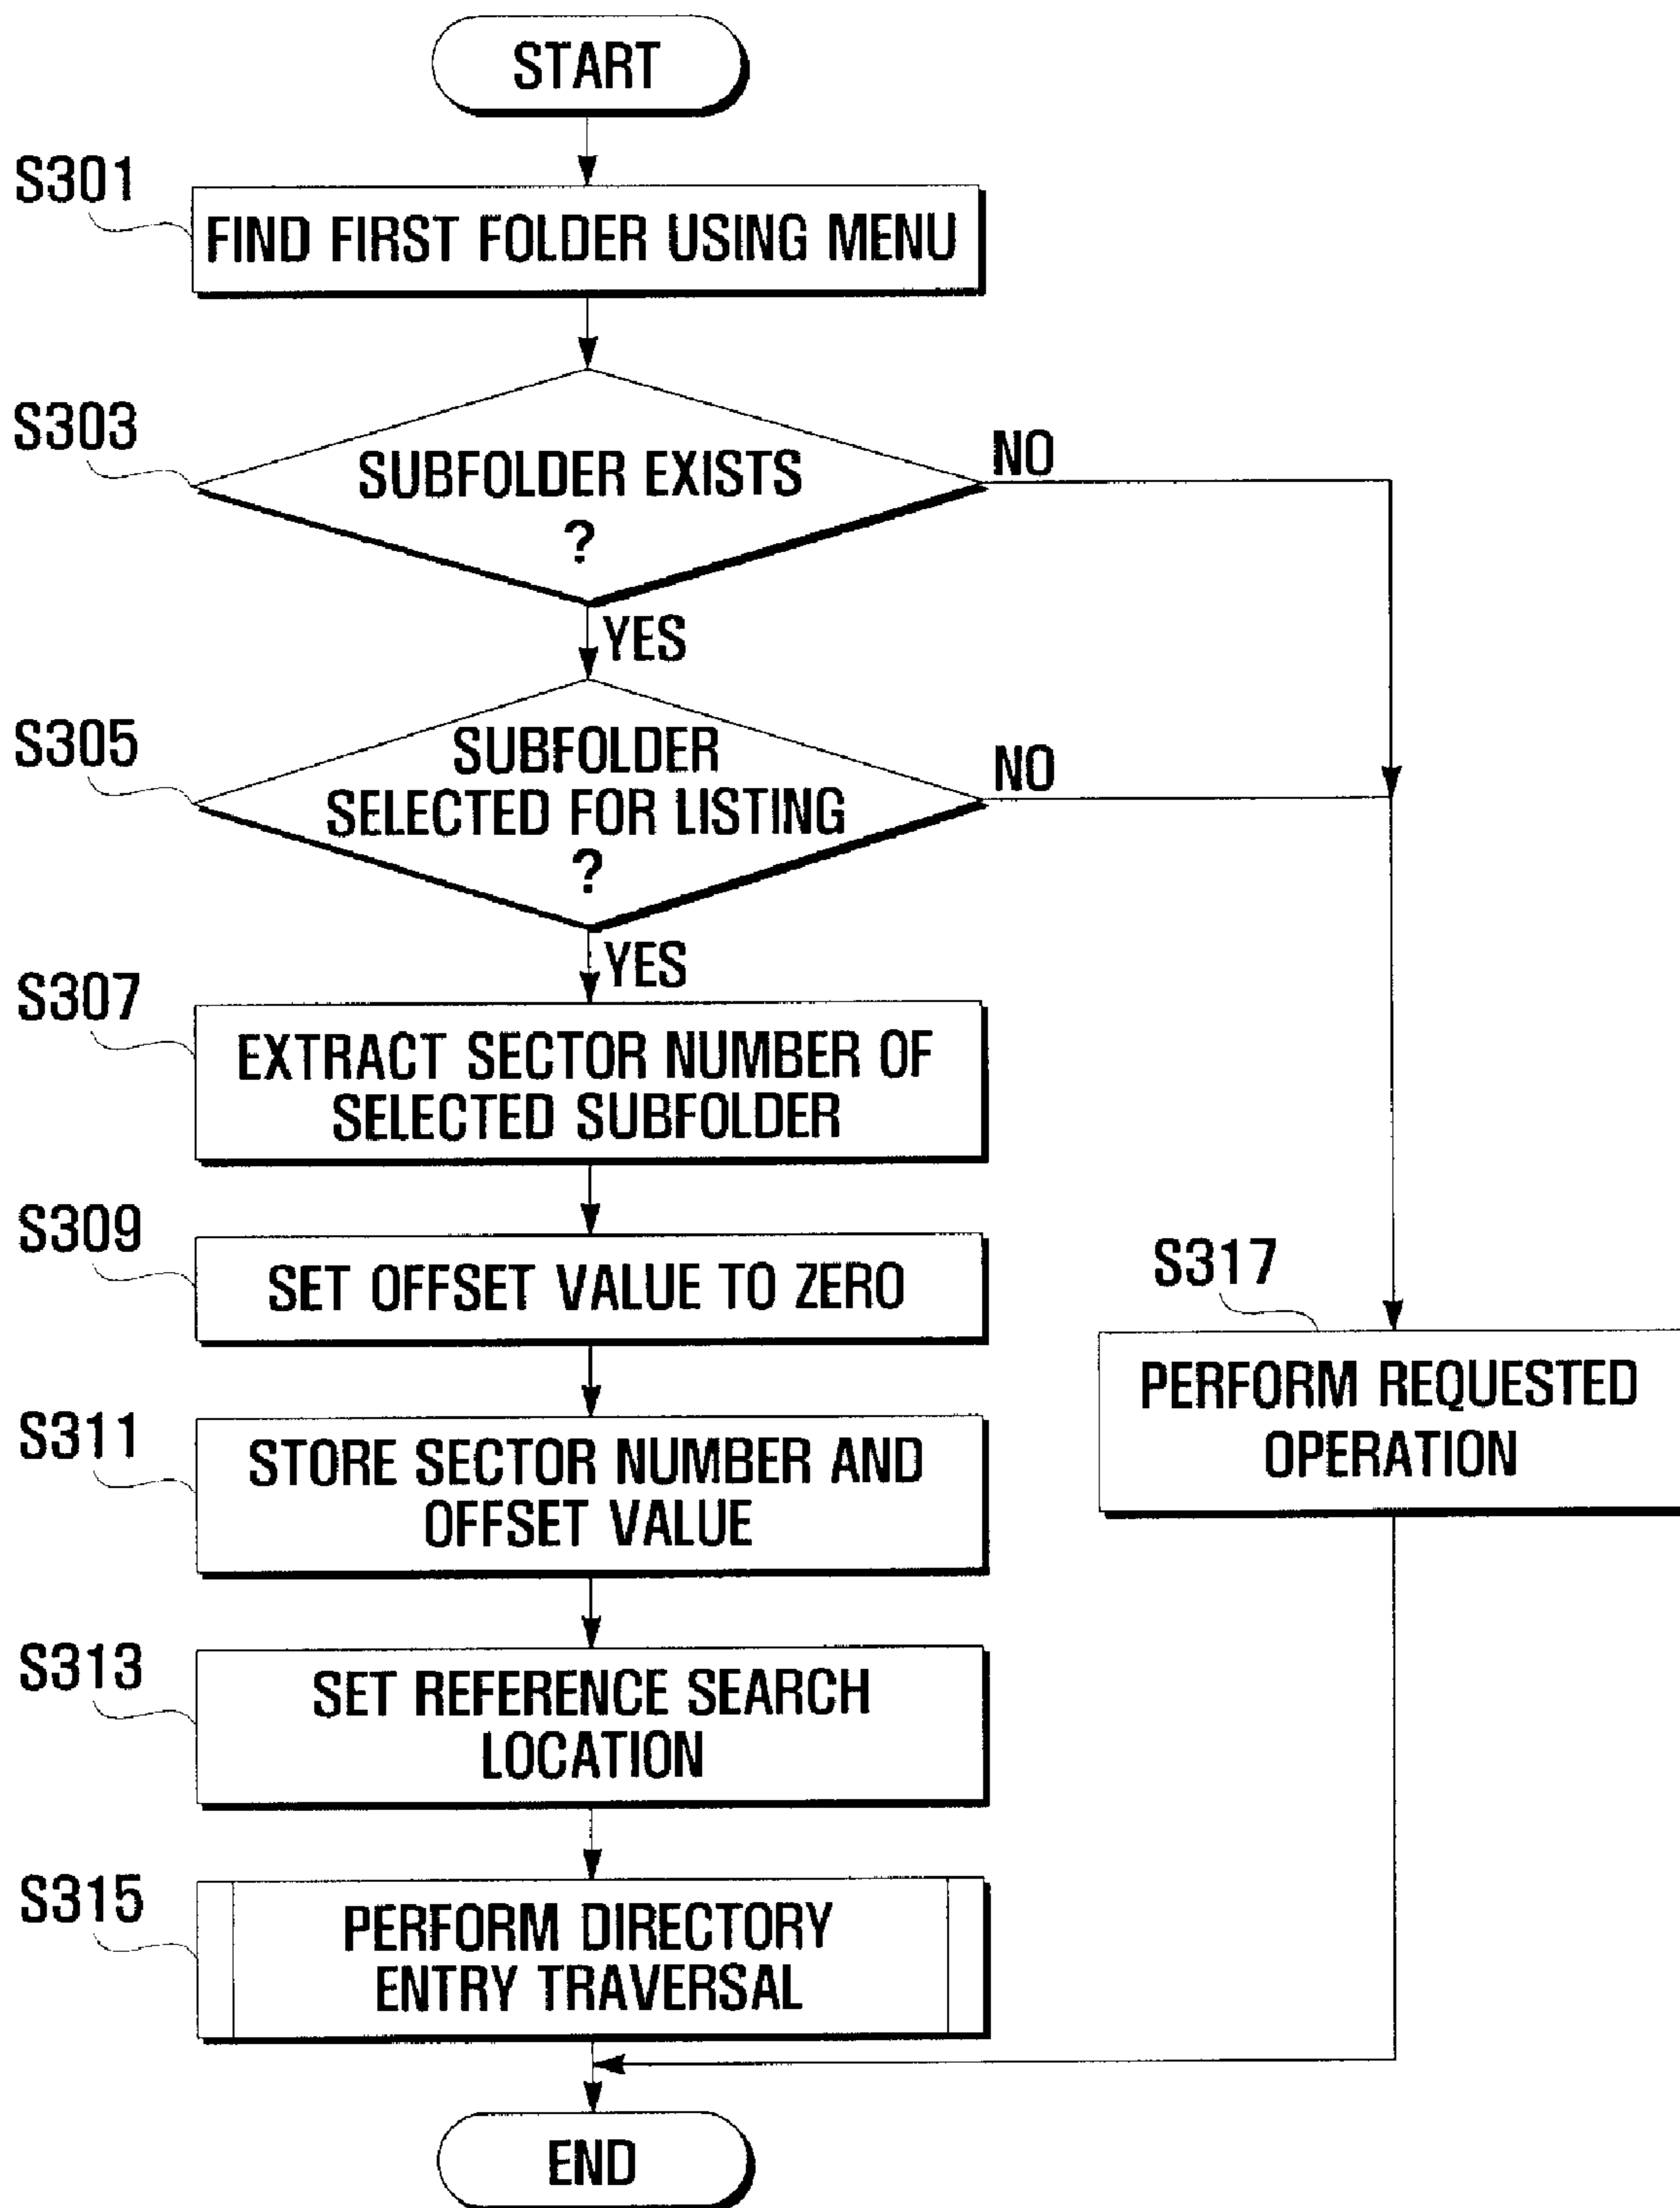 START
S301
FIND FIRST FOLDER USING MENU
S303
SUBFOLDER EXISTS
?
NO
YES
S305
SUBFOLDER
SELECTED FOR LISTING
?
NO
YES
S307
EXTRACT SECTOR NUMBER OF
SELECTED SUBFOLDER
S309
SET OFFSET VALUE TO ZERO
S317
PERFORM REQUESTED
OPERATION
S311
STORE SECTOR NUMBER AND
OFFSET VALUE
S313
SET REFERENCE SEARCH
LOCATION
S315
PERFORM DIRECTORY
ENTRY TRAVERSAL
END